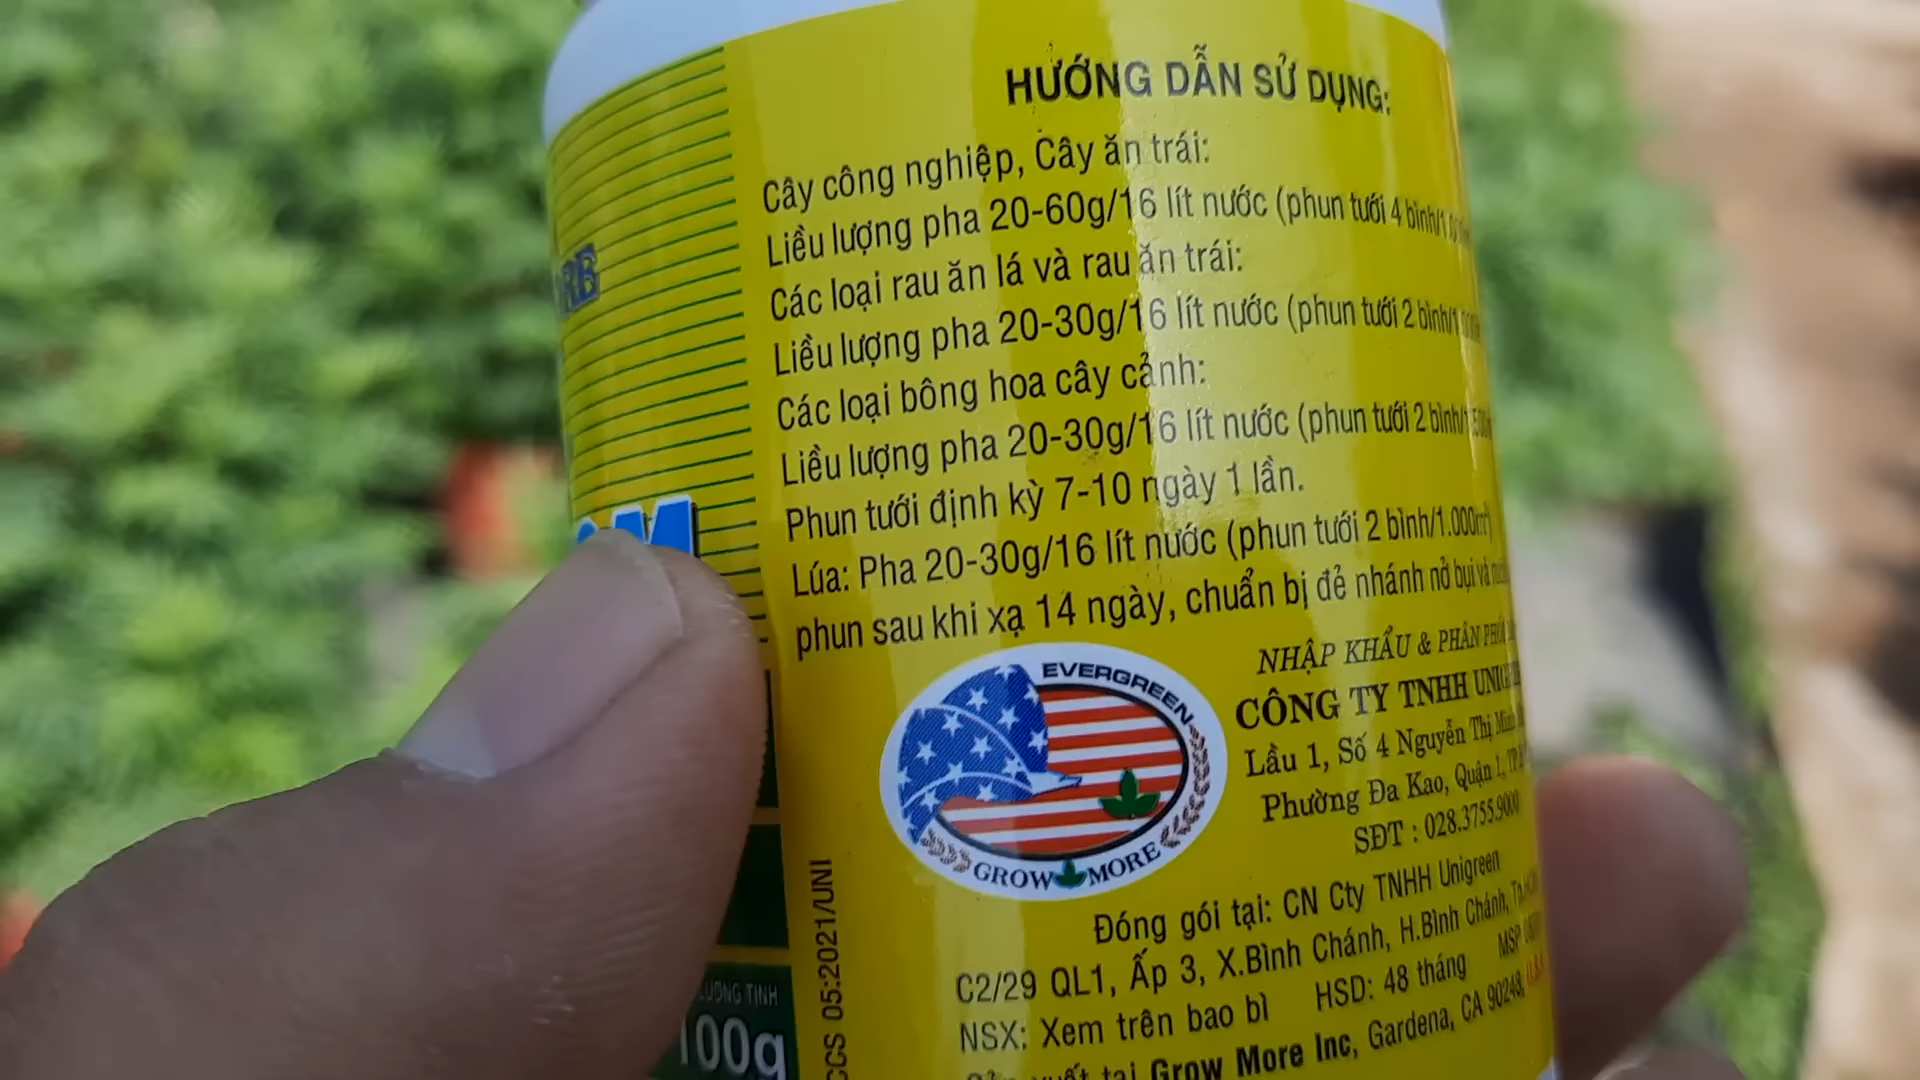 HƯỚNG DẪN SỬ DỤNG:
Cây công nghiệp, Cây ăn trái:
Liều lượng pha 20-60g/16 lít nước (phun tưới 4 bình/
Các loại rau ăn lá và rau ăn trái:
Liều lượng pha 20-30g/16 lít nước (phun tưới 2 bình/
Các loại bông hoa cây cảnh:
Liều lượng pha 20-30g/16 lít nước (phun tưới 2 bình/
Phun tưới định kỳ 7-10 ngày 1 lần.
Lúa: Pha 20-30g/16 lít nước (phun tưới 2 bình/1.000m²
phun sau khi xạ 14 ngày, chuẩn bị đẻ nhánh nở bụi và
EVERGREEN
GROW MORE
NHẬP KHẨU & PHÂN PHỐI
CÔNG TY TNHH
Lầu 1, Số 4 Nguyễn Thị Minh
Phường Đa Kao, Quận 1,
SĐT : 028.3755.9000
Đóng gói tại: CN Cty TNHH Unigreen
C2/29 QL1, Ấp 3, X.Bình Chánh, H.Bình Chánh,
NSX: Xem trên bao bì HSD: 48 tháng MSP
tại Grow More Inc, Gardena, CA 90248, U.S.A
05:2021/UNI
100g